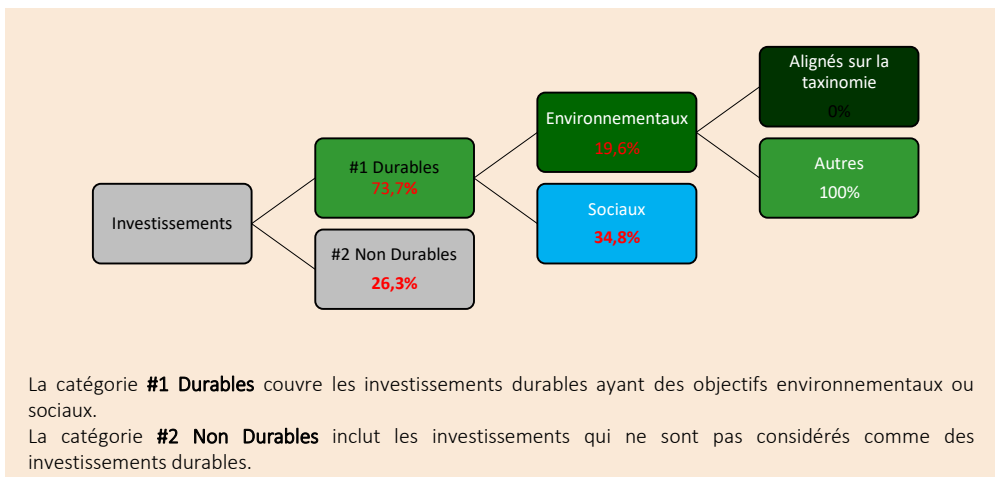 Investissements
#1 Durables
73,7%
#2 Non Durables
26,3%
Environnementaux
19,6%
Sociaux
34,8%
Alignés sur la
taxinomie
0%
Autres
100%
La catégorie #1 Durables couvre les investissements durables ayant des objectifs environnementaux ou
sociaux.
La catégorie #2 Non Durables inclut les investissements qui ne sont pas considérés comme des
investissements durables.